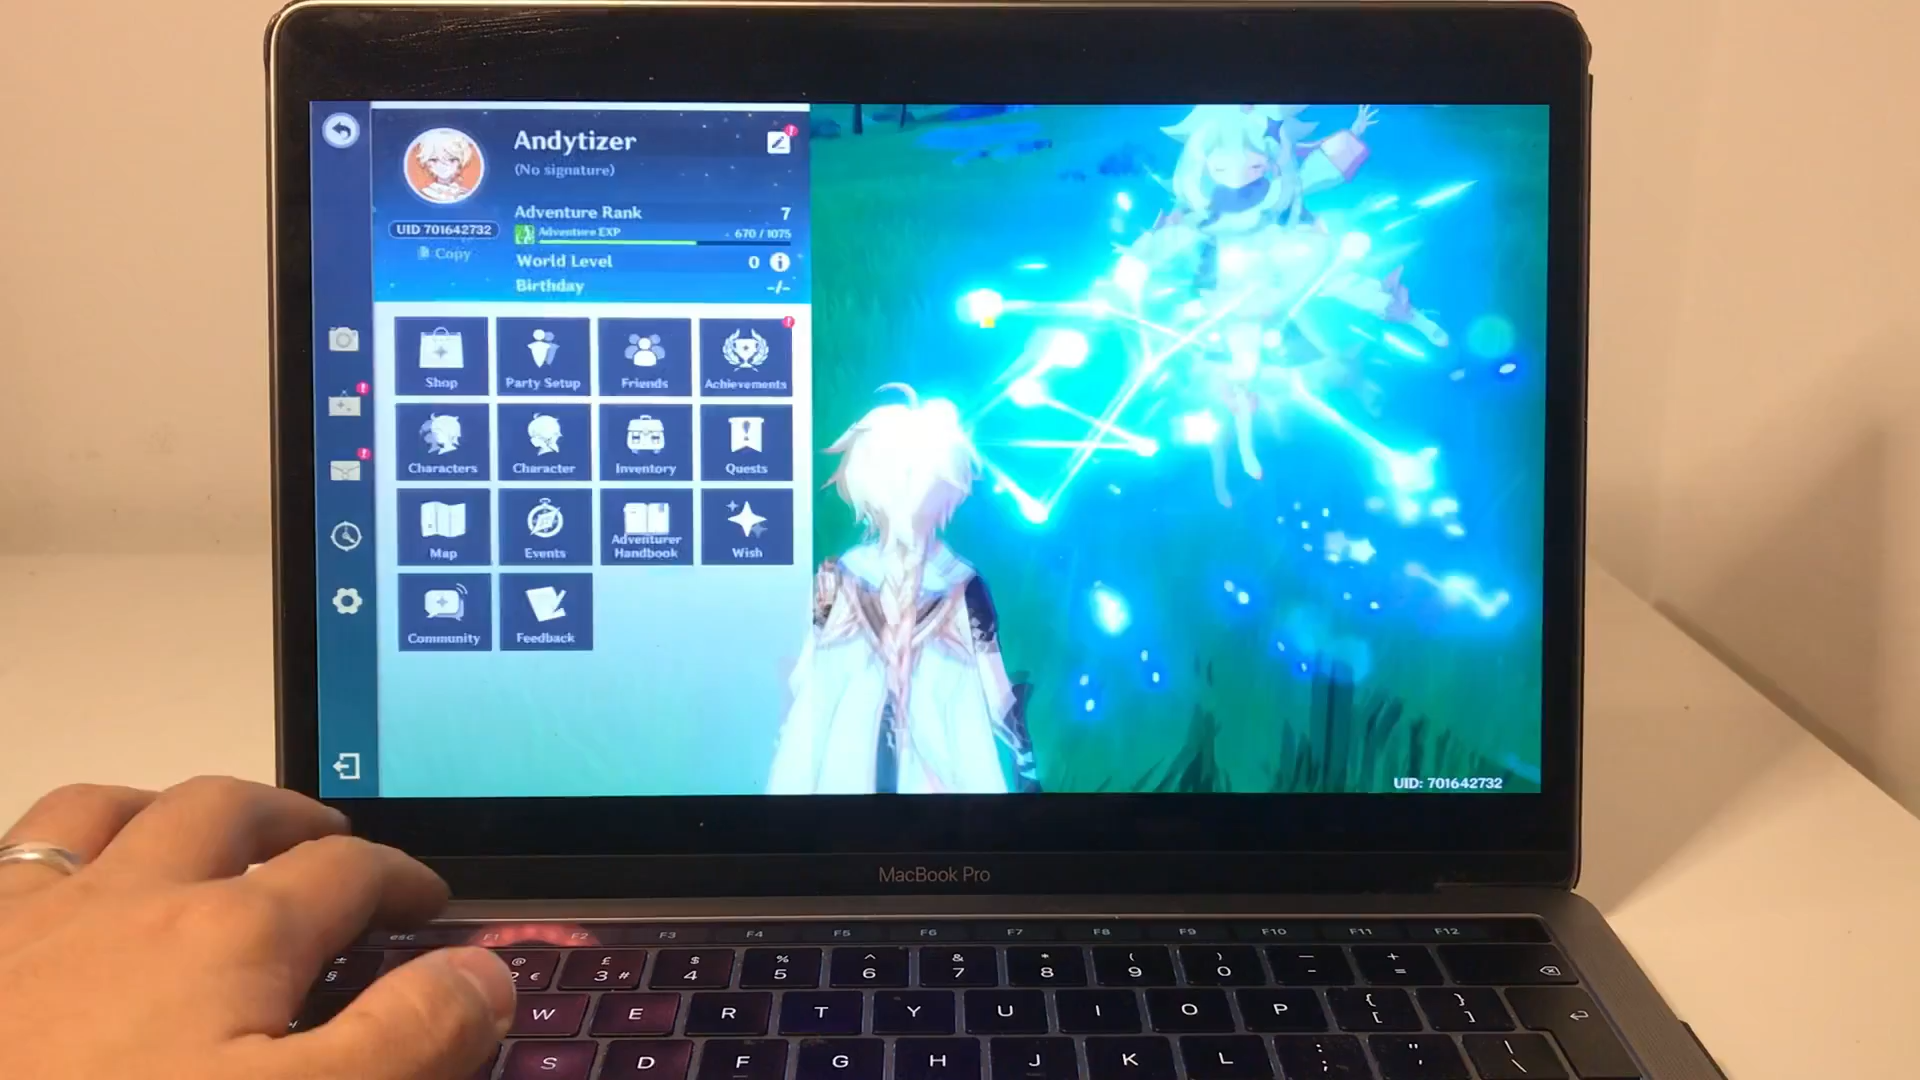 Andytizer
(No signature)
UID 701642732
Copy
Adventure Rank 7
Adventure EXP 670 / 1075
World Level 0
Birthday -/-
Shop
Party Setup
Friends
Achievements
Characters
Character
Inventory
Quests
Map
Events
Adventurer
Handbook
Wish
Community
Feedback
UID: 701642732
MacBook Pro
esc F1 F2 F3 F4 F5 F6 F7 F8 F9 F10 F11 F12
± @ £ $ % ^ & * ( ) — +
§ 2 € 3 # 4 5 6 7 8 9 0 - =
W E R T Y U I O P { }
[ ]
S D F G H J K L : " |
; ' \